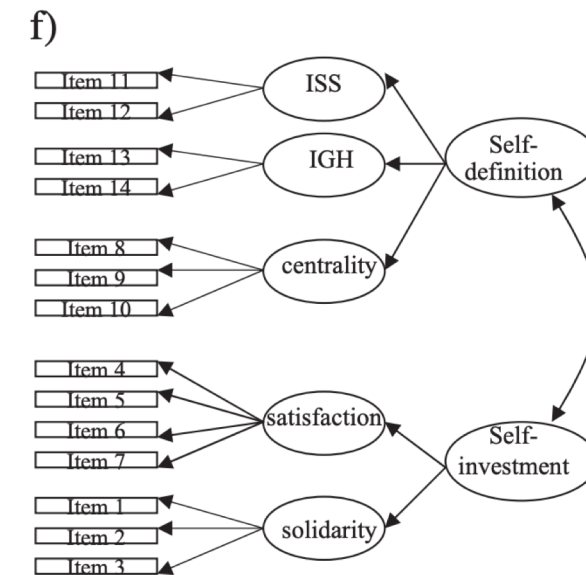 f)
Item 11
Item 12
ISS
Item 13
Item 14
IGH
Self-
definition
Item 8
Item 9
Item 10
centrality
Item 4
Item 5
Item 6
Item 7
satisfaction
Self-
investment
Item 1
Item 2
Item 3
solidarity